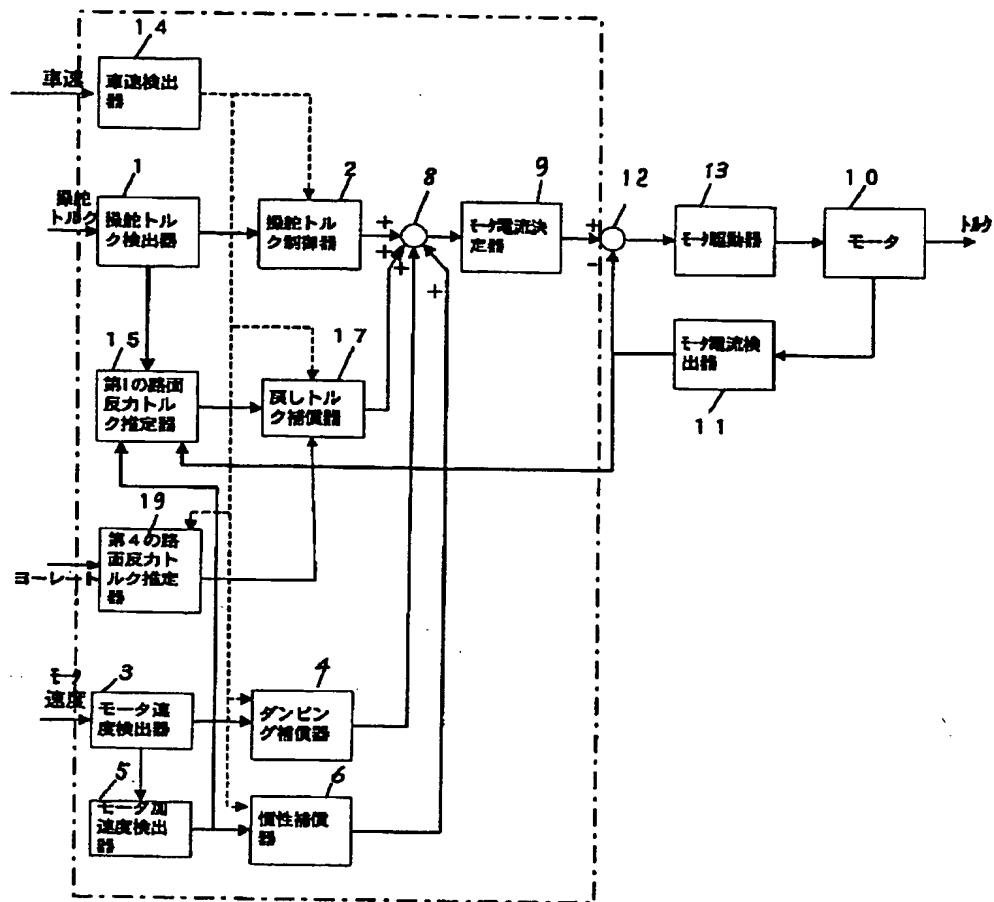 14
車速
車速検出
器
1
操舵
トルク
操舵トル
ク検出器
2
操舵トル
ク制御器
8
+
+
+
+
9
モータ電流決
定器
12
+
-
13
モータ駆動器
10
モータ
トルク
モータ電流検
出器
11
15
第1の路面
反力トル
ク推定器
17
戻しトル
ク補償器
19
第4の路
面反力ト
ルク推定
器
ヨーレート
モータ
速度
3
モータ速
度検出器
4
ダンピン
グ補償器
5
モータ加
速度検出
器
6
慣性補償
器